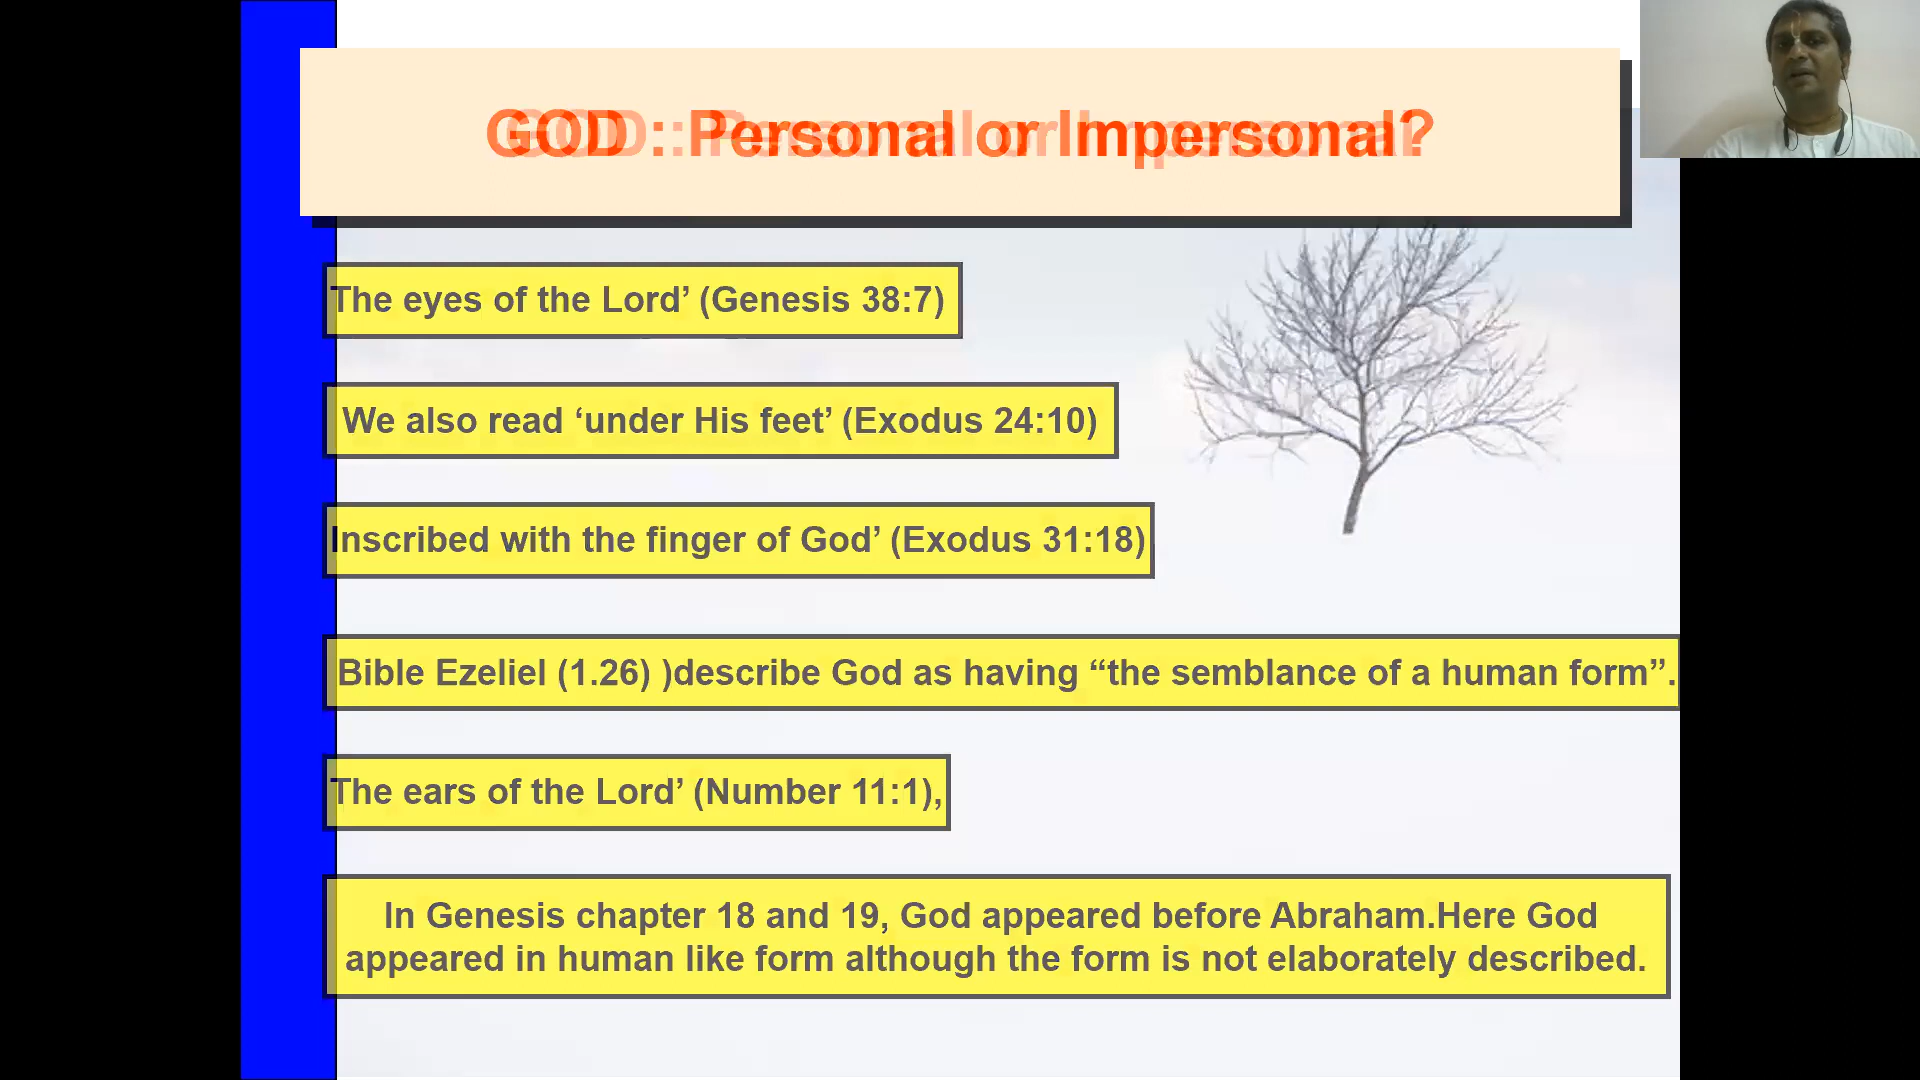 GOD : Personal or Impersonal?
The eyes of the Lord’ (Genesis 38:7)
We also read ‘under His feet’ (Exodus 24:10)
Inscribed with the finger of God’ (Exodus 31:18)
Bible Ezeliel (1.26) )describe God as having “the semblance of a human form”.
The ears of the Lord’ (Number 11:1),
In Genesis chapter 18 and 19, God appeared before Abraham.Here God
appeared in human like form although the form is not elaborately described.